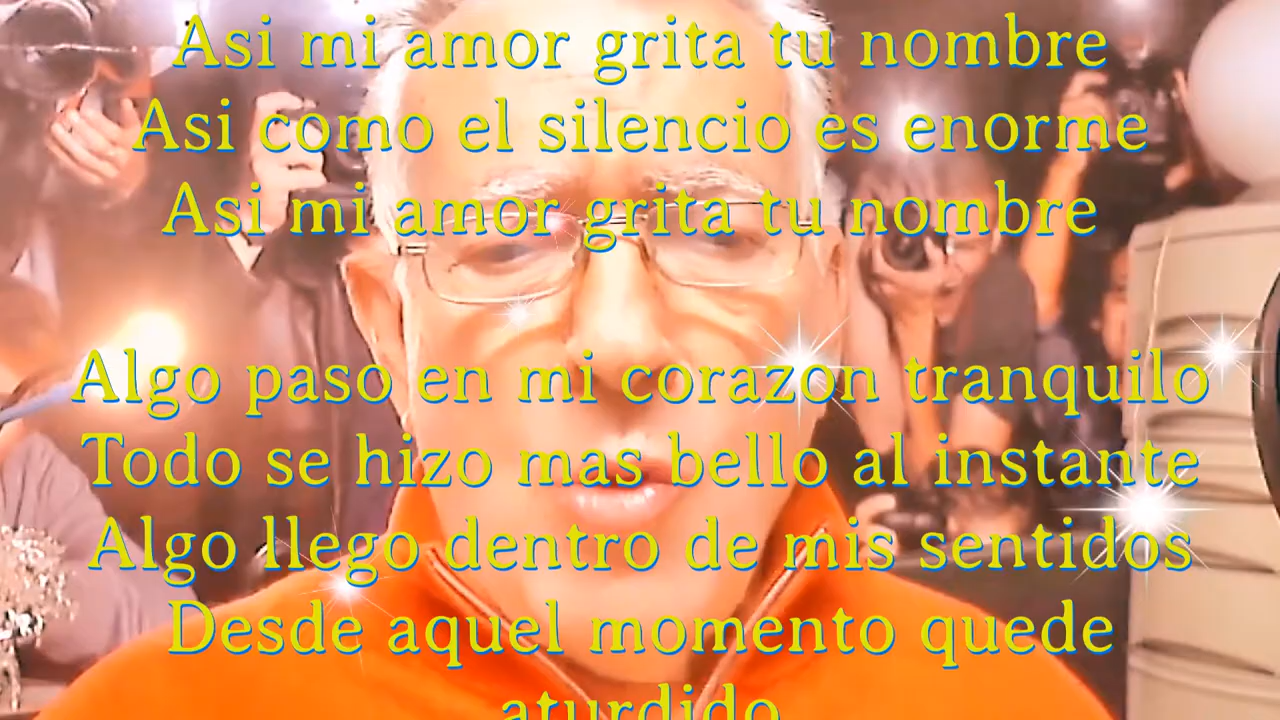 Asi mi amor grita tu nombre
Asi como el silencio es enorme
Asi mi amor grita tu nombre
Algo paso en mi corazon tranquilo
Todo se hizo mas bello al instante
Algo llego dentro de mis sentidos
Desde aquel momento quede
aturdido